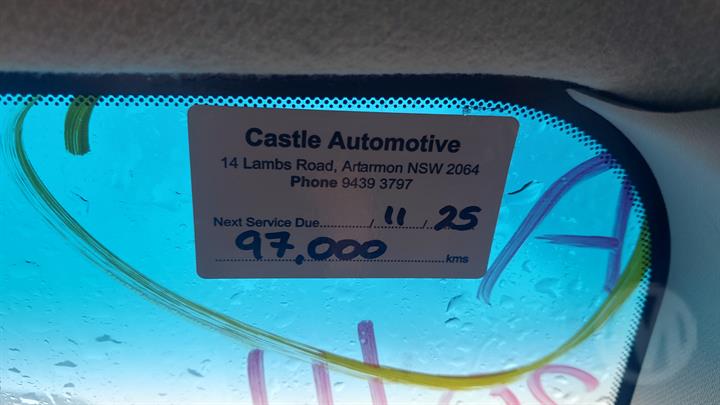 Castle Automotive
14 Lambs Road, Artarmon NSW 2064
Phone 9439 3797
Next Service Due............/11/..25
97,000 kms